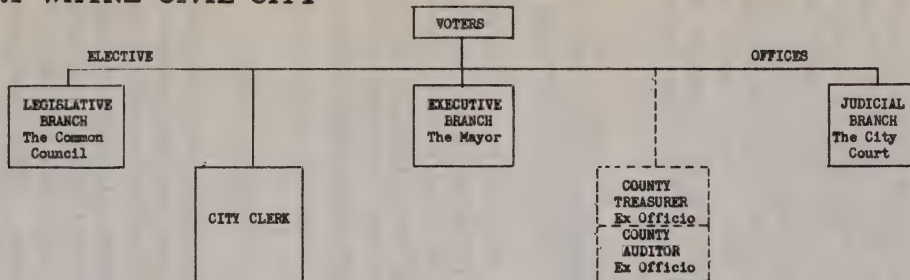 WAYNE CIVIL CITY
VOTERS
ELECTIVE
OFFICES
LEGISLATIVE
BRANCH
The Common
Council
EXECUTIVE
BRANCH
The Mayor
JUDICIAL
BRANCH
The City
Court
CITY CLERK
COUNTY
TREASURER
Ex Officio
COUNTY
AUDITOR
Ex Officio